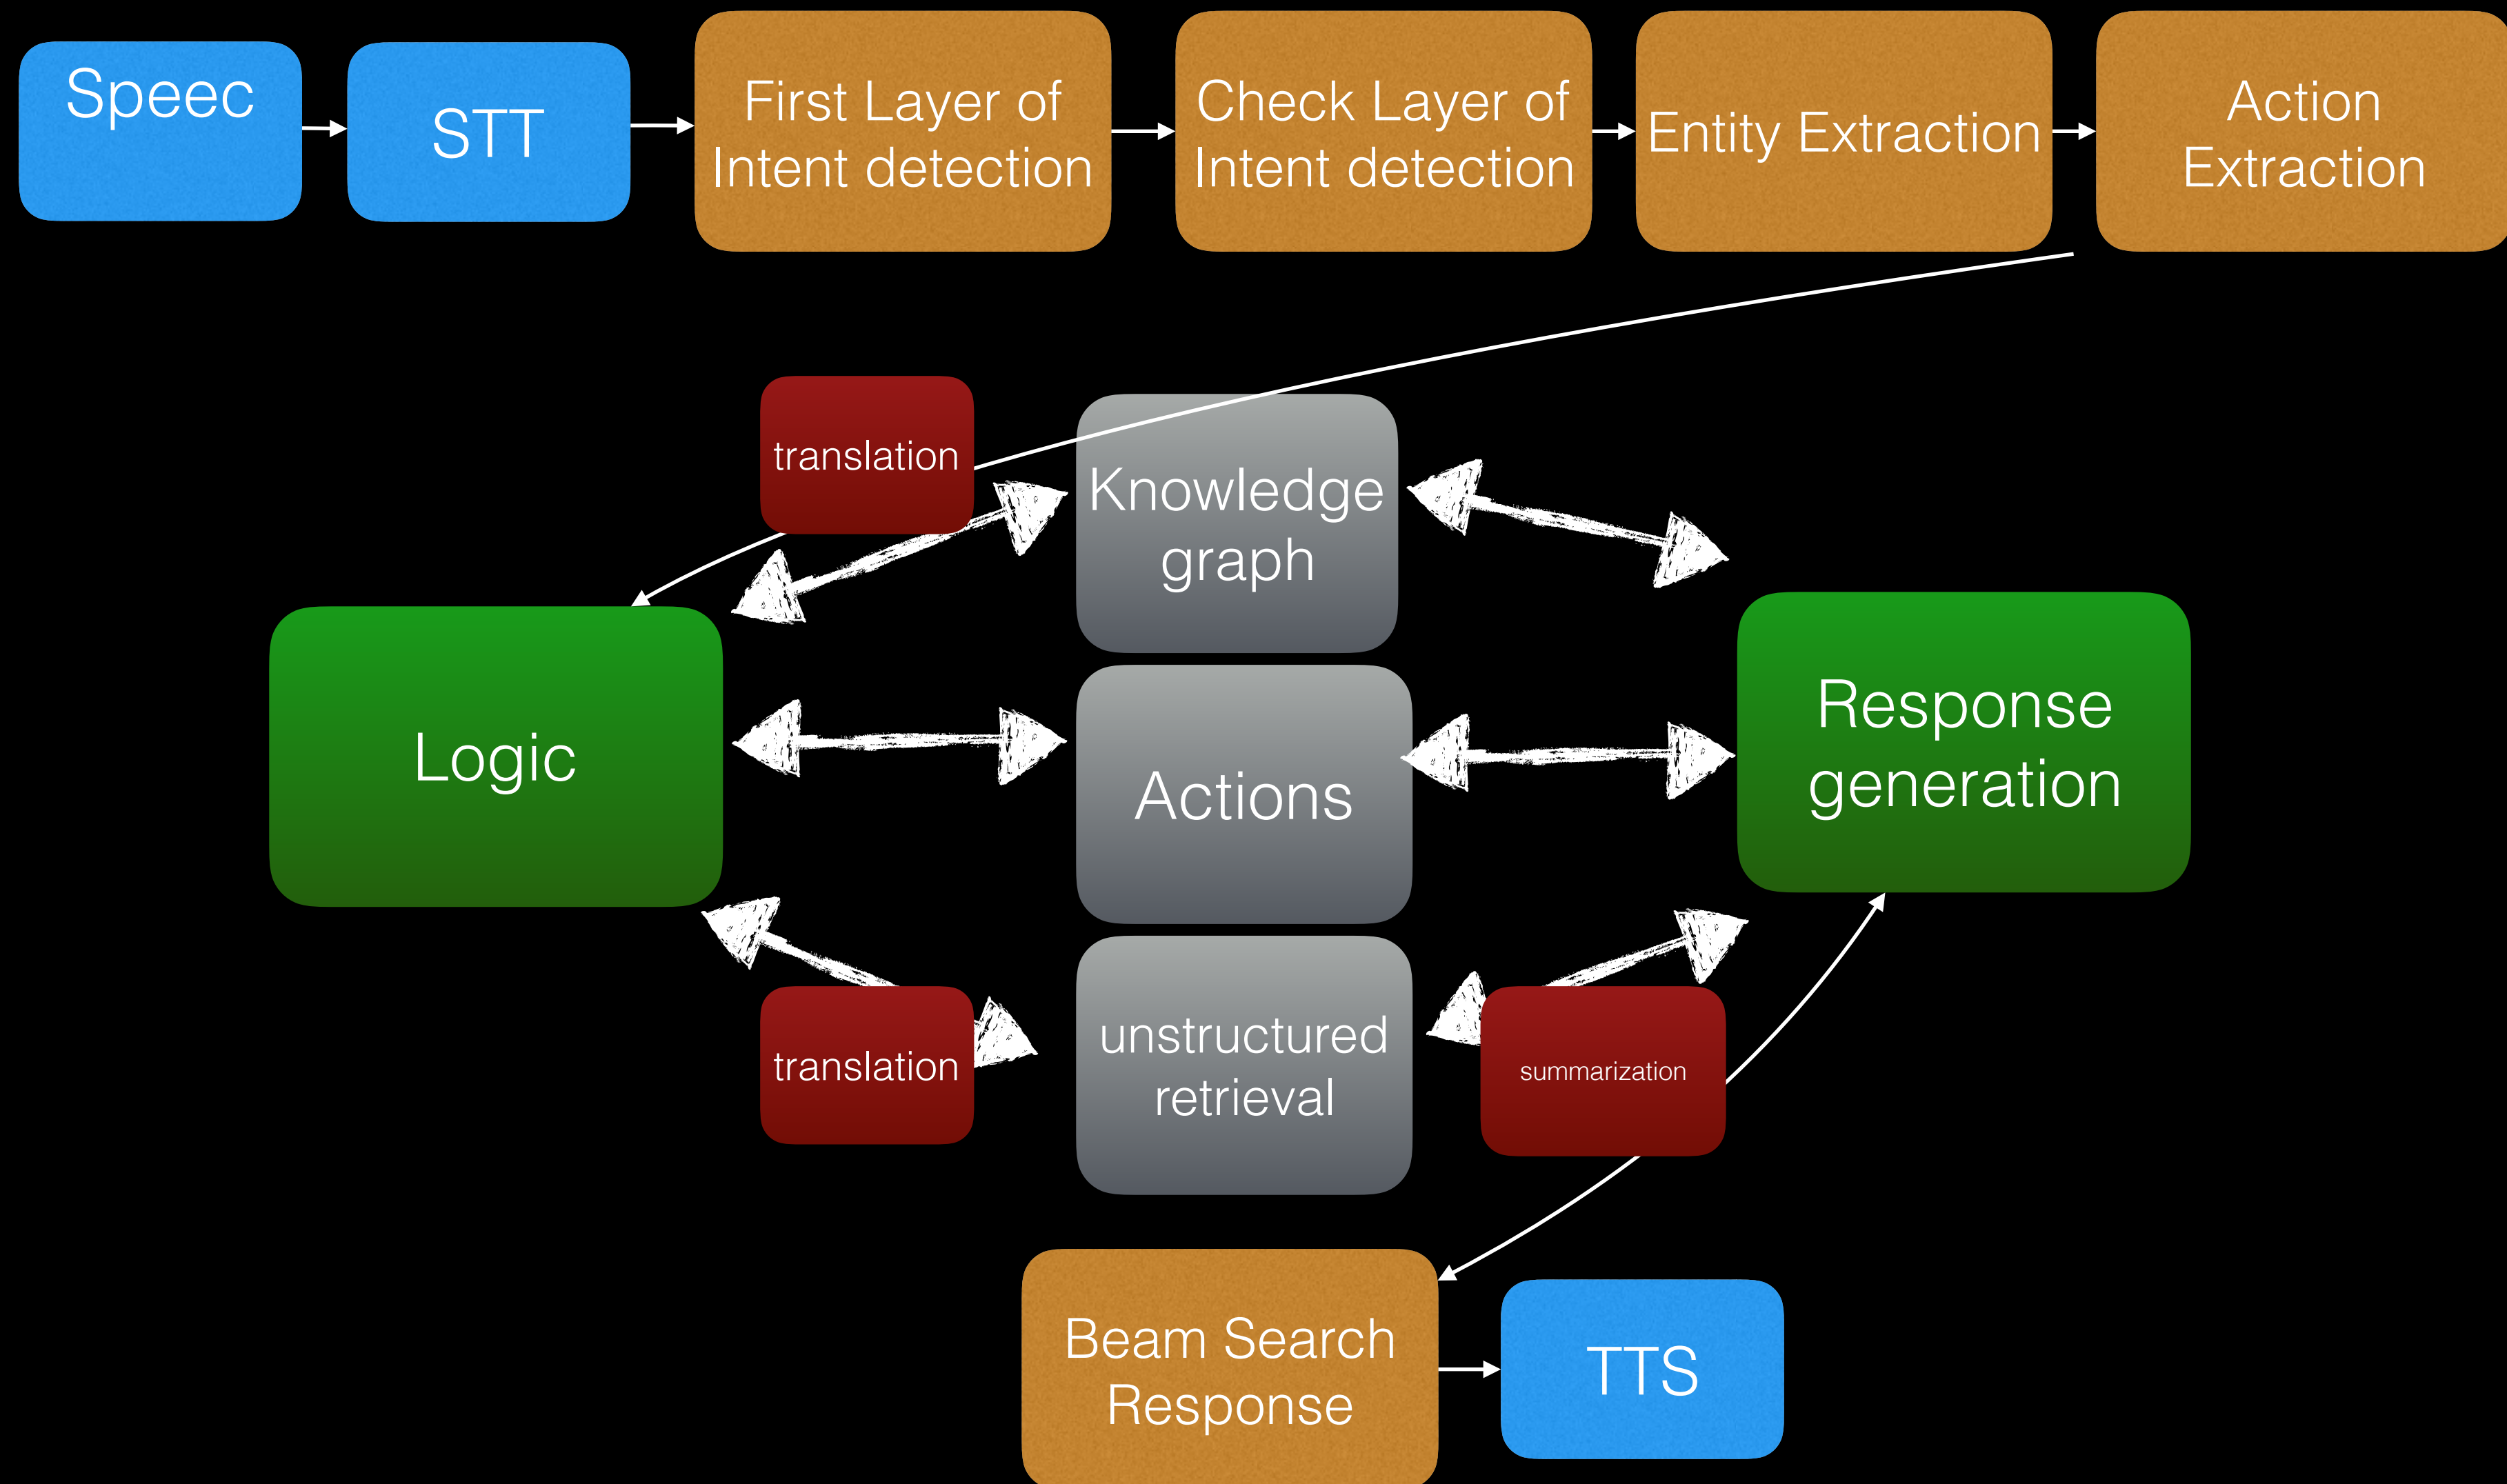 Speec
STT
First Layer of
Intent detection
Check Layer of
Intent detection
Entity Extraction
Action
Extraction
translation
Knowledge
graph
Logic
Actions
Response
generation
translation
unstructured
retrieval
summarization
Beam Search
Response
TTS